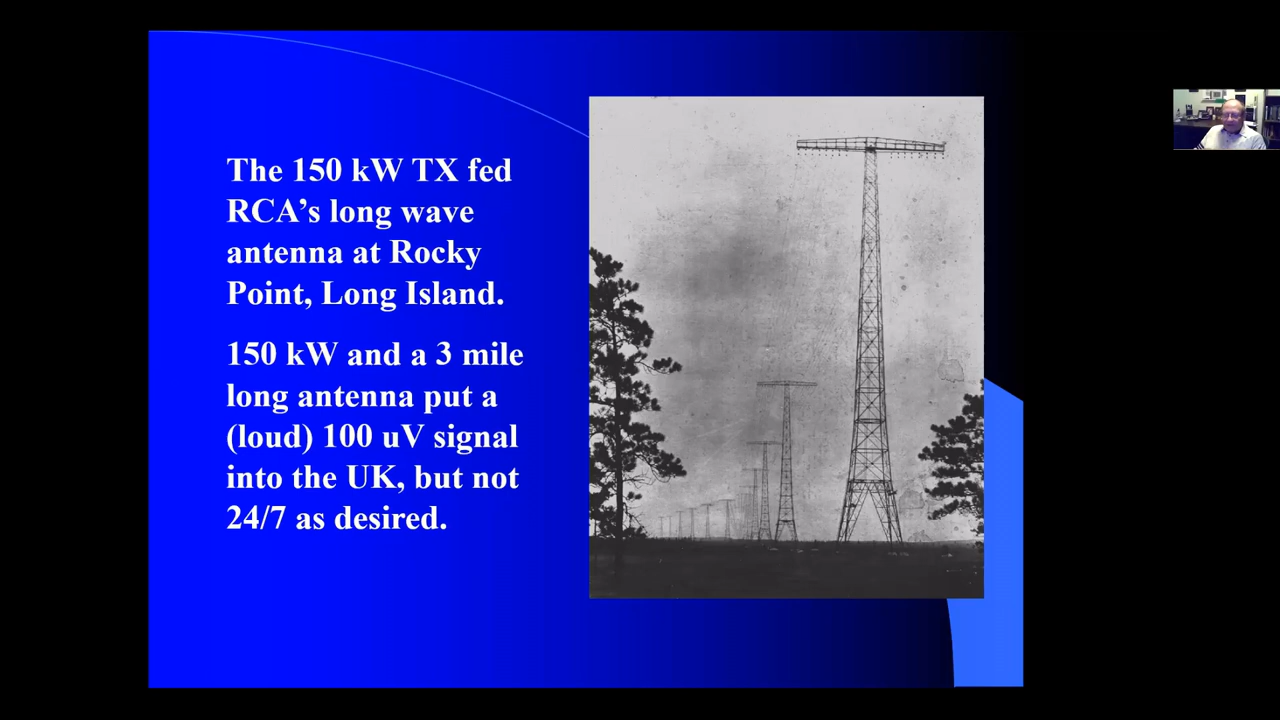 The 150 kW TX fed
RCA’s long wave
antenna at Rocky
Point, Long Island.
150 kW and a 3 mile
long antenna put a
(loud) 100 uV signal
into the UK, but not
24/7 as desired.